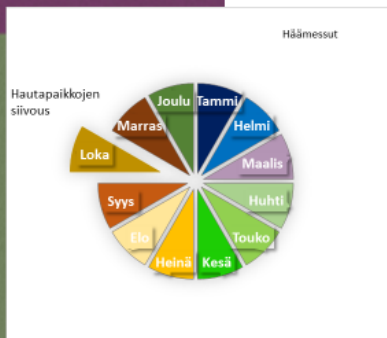 Häämessut
Hautapaikkojen
siivous
Joulu
Tammi
Marras
Helmi
Loka
Maalis
Syys
Huhti
Elo
Touko
Heinä
Kesä